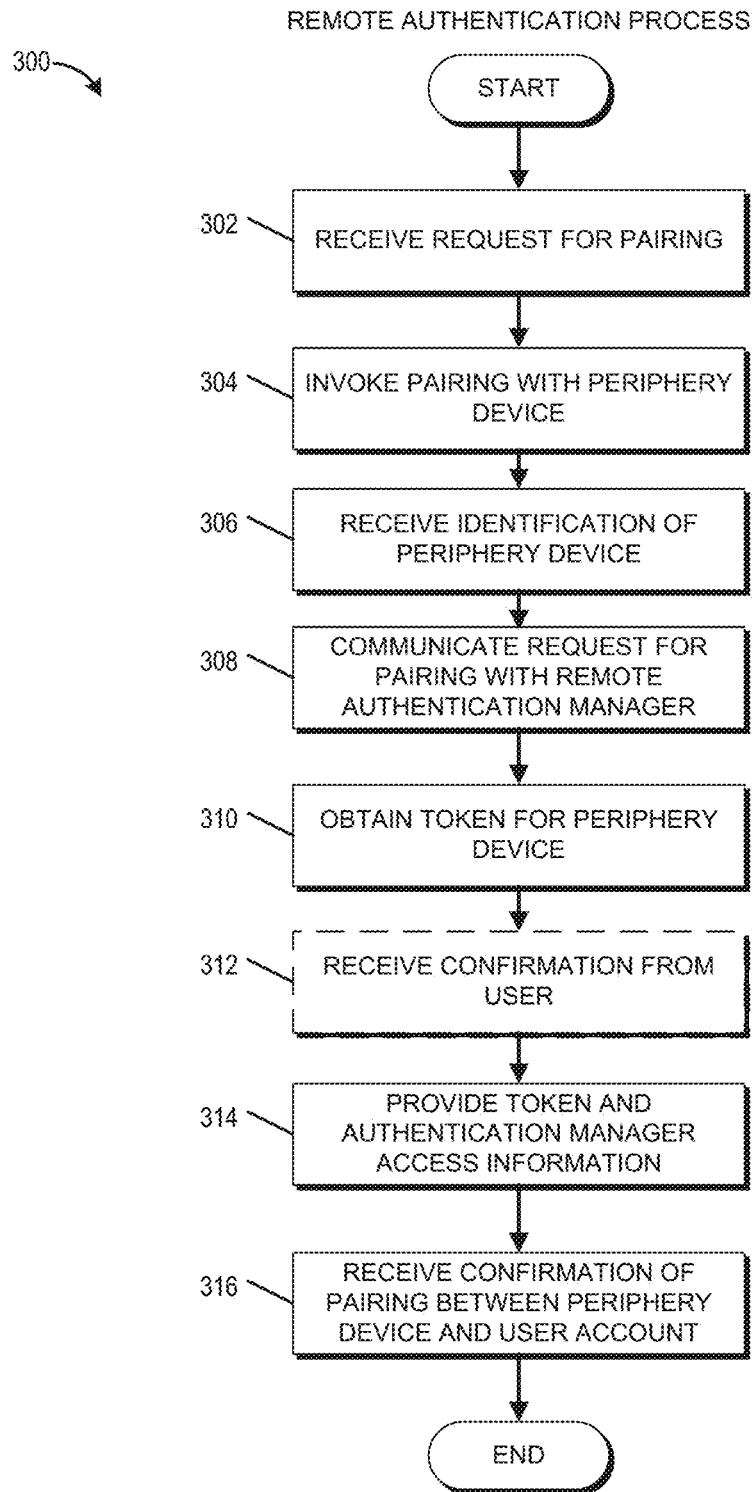 REMOTE AUTHENTICATION PROCESS
300
START
302
RECEIVE REQUEST FOR PAIRING
304
INVOKE PAIRING WITH PERIPHERY
DEVICE
306
RECEIVE IDENTIFICATION OF
PERIPHERY DEVICE
308
COMMUNICATE REQUEST FOR
PAIRING WITH REMOTE
AUTHENTICATION MANAGER
310
OBTAIN TOKEN FOR PERIPHERY
DEVICE
312
RECEIVE CONFIRMATION FROM
USER
314
PROVIDE TOKEN AND
AUTHENTICATION MANAGER
ACCESS INFORMATION
316
RECEIVE CONFIRMATION OF
PAIRING BETWEEN PERIPHERY
DEVICE AND USER ACCOUNT
END